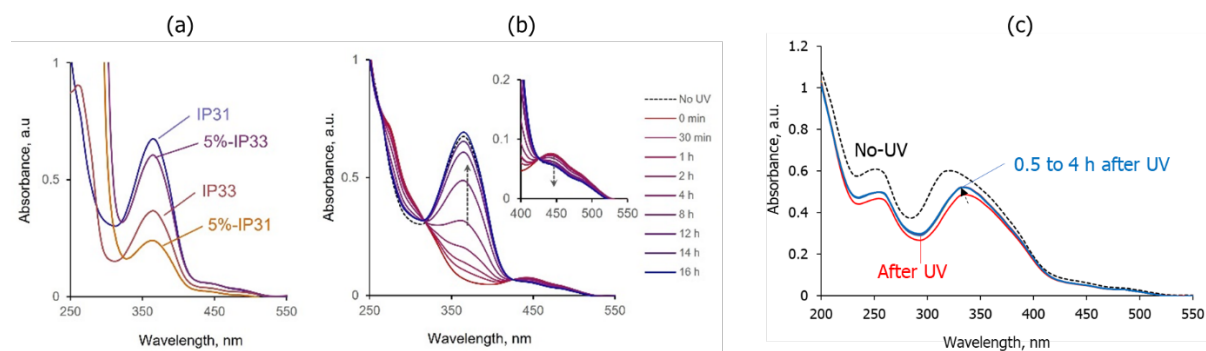 (a)
Absorbance, a.u
1
0.5
0
250
350
450
550
Wavelength, nm
IP31
5%-IP33
IP33
5%-IP31
(b)
Absorbance, a.u.
1
0.5
0
250
350
450
550
Wavelength, nm
0.2
0.1
0
400
450
500
550
No UV
0 min
30 min
1 h
2 h
4 h
8 h
12 h
14 h
16 h
(c)
Absorbance, a.u.
1.2
1
0.8
0.6
0.4
0.2
0
200
250
300
350
400
450
500
550
Wavelength, nm
No-UV
0.5 to 4 h after UV
After UV